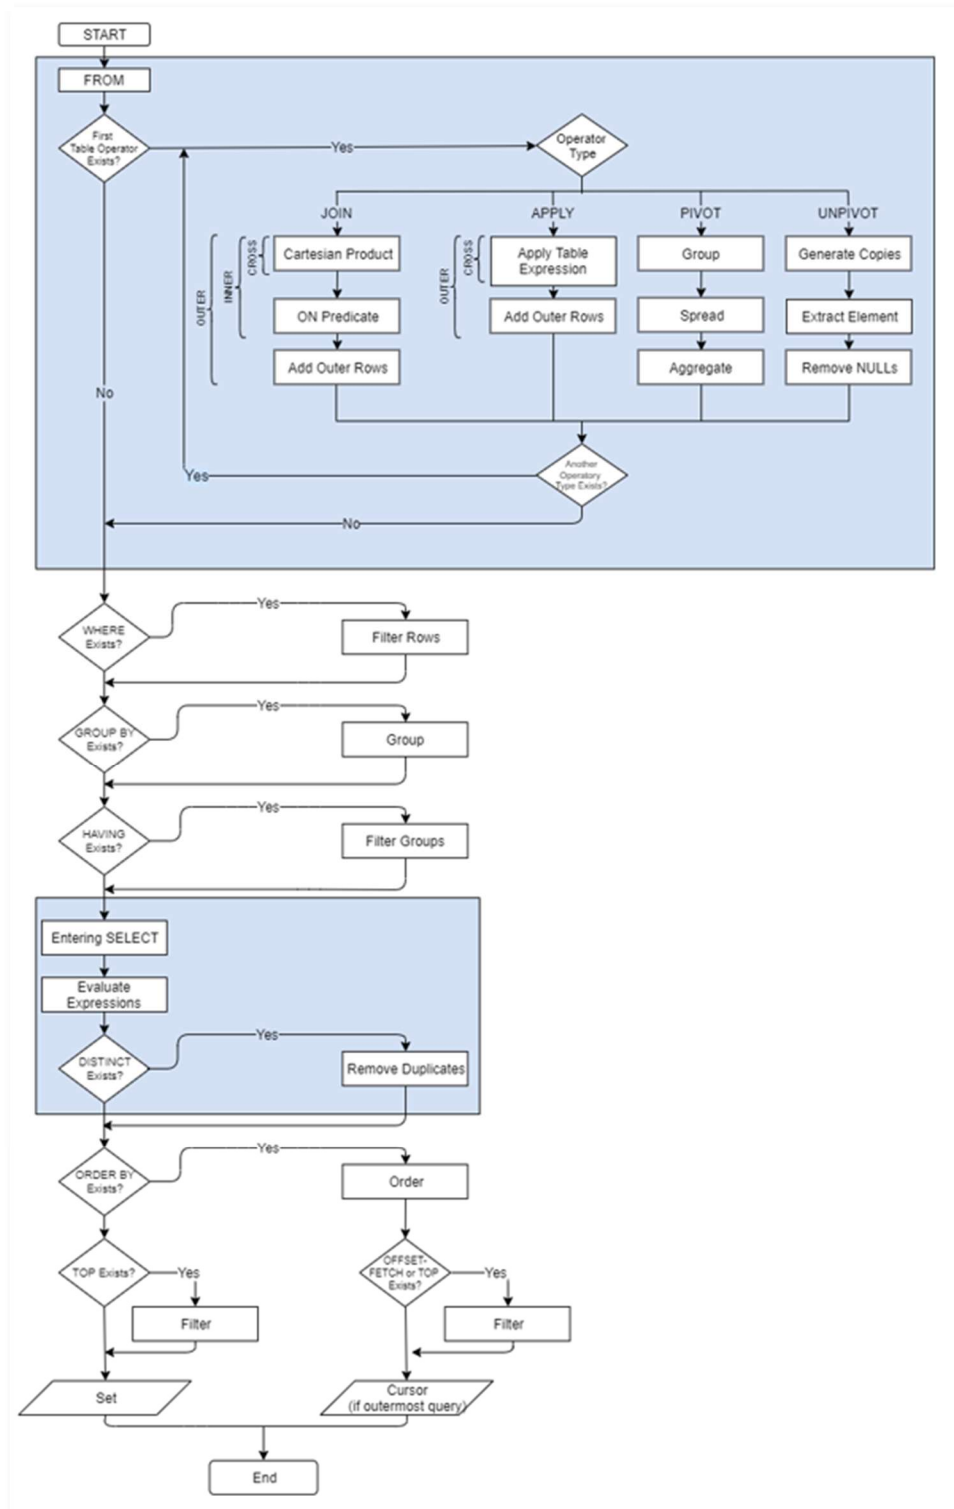 START
FROM
First
Table Operator
Exists?
Yes
Operator
Type
JOIN
APPLY
PIVOT
UNPIVOT
OUTER
INNER
CROSS
Cartesian Product
ON Predicate
Add Outer Rows
OUTER
CROSS
Apply Table
Expression
Add Outer Rows
Group
Spread
Aggregate
Generate Copies
Extract Element
Remove NULLs
No
Another
Operatory
Type Exists?
Yes
No
WHERE
Exists?
Yes
Filter Rows
GROUP BY
Exists?
Yes
Group
HAVING
Exists?
Yes
Filter Groups
Entering SELECT
Evaluate
Expressions
DISTINCT
Exists?
Yes
Remove Duplicates
ORDER BY
Exists?
Yes
Order
TOP Exists?
Yes
Filter
OFFSET-
FETCH or TOP
Exists?
Yes
Filter
Set
Cursor
(if outermost query)
End